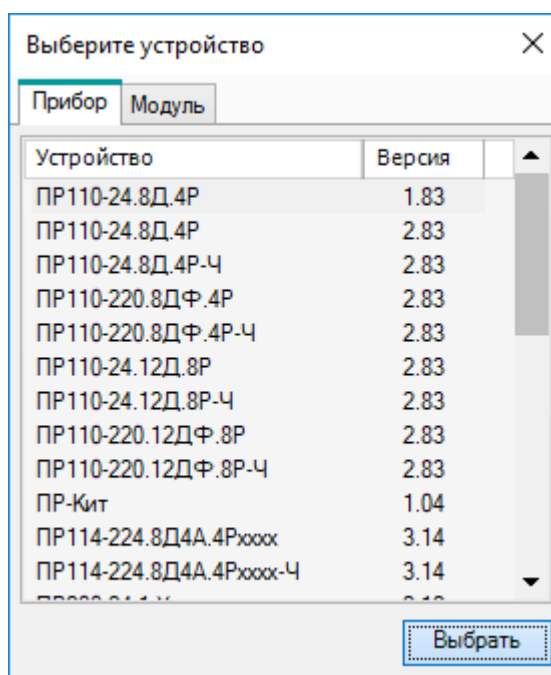 Выберите устройство
Прибор Модуль
Устройство Версия
ПР110-24.8Д.4Р 1.83
ПР110-24.8Д.4Р 2.83
ПР110-24.8Д.4Р-Ч 2.83
ПР110-220.8ДФ.4Р 2.83
ПР110-220.8ДФ.4Р-Ч 2.83
ПР110-24.12Д.8Р 2.83
ПР110-24.12Д.8Р-Ч 2.83
ПР110-220.12ДФ.8Р 2.83
ПР110-220.12ДФ.8Р-Ч 2.83
ПР-Кит 1.04
ПР114-224.8Д4А.4Рхххх 3.14
ПР114-224.8Д4А.4Рхххх-Ч 3.14
Выбрать